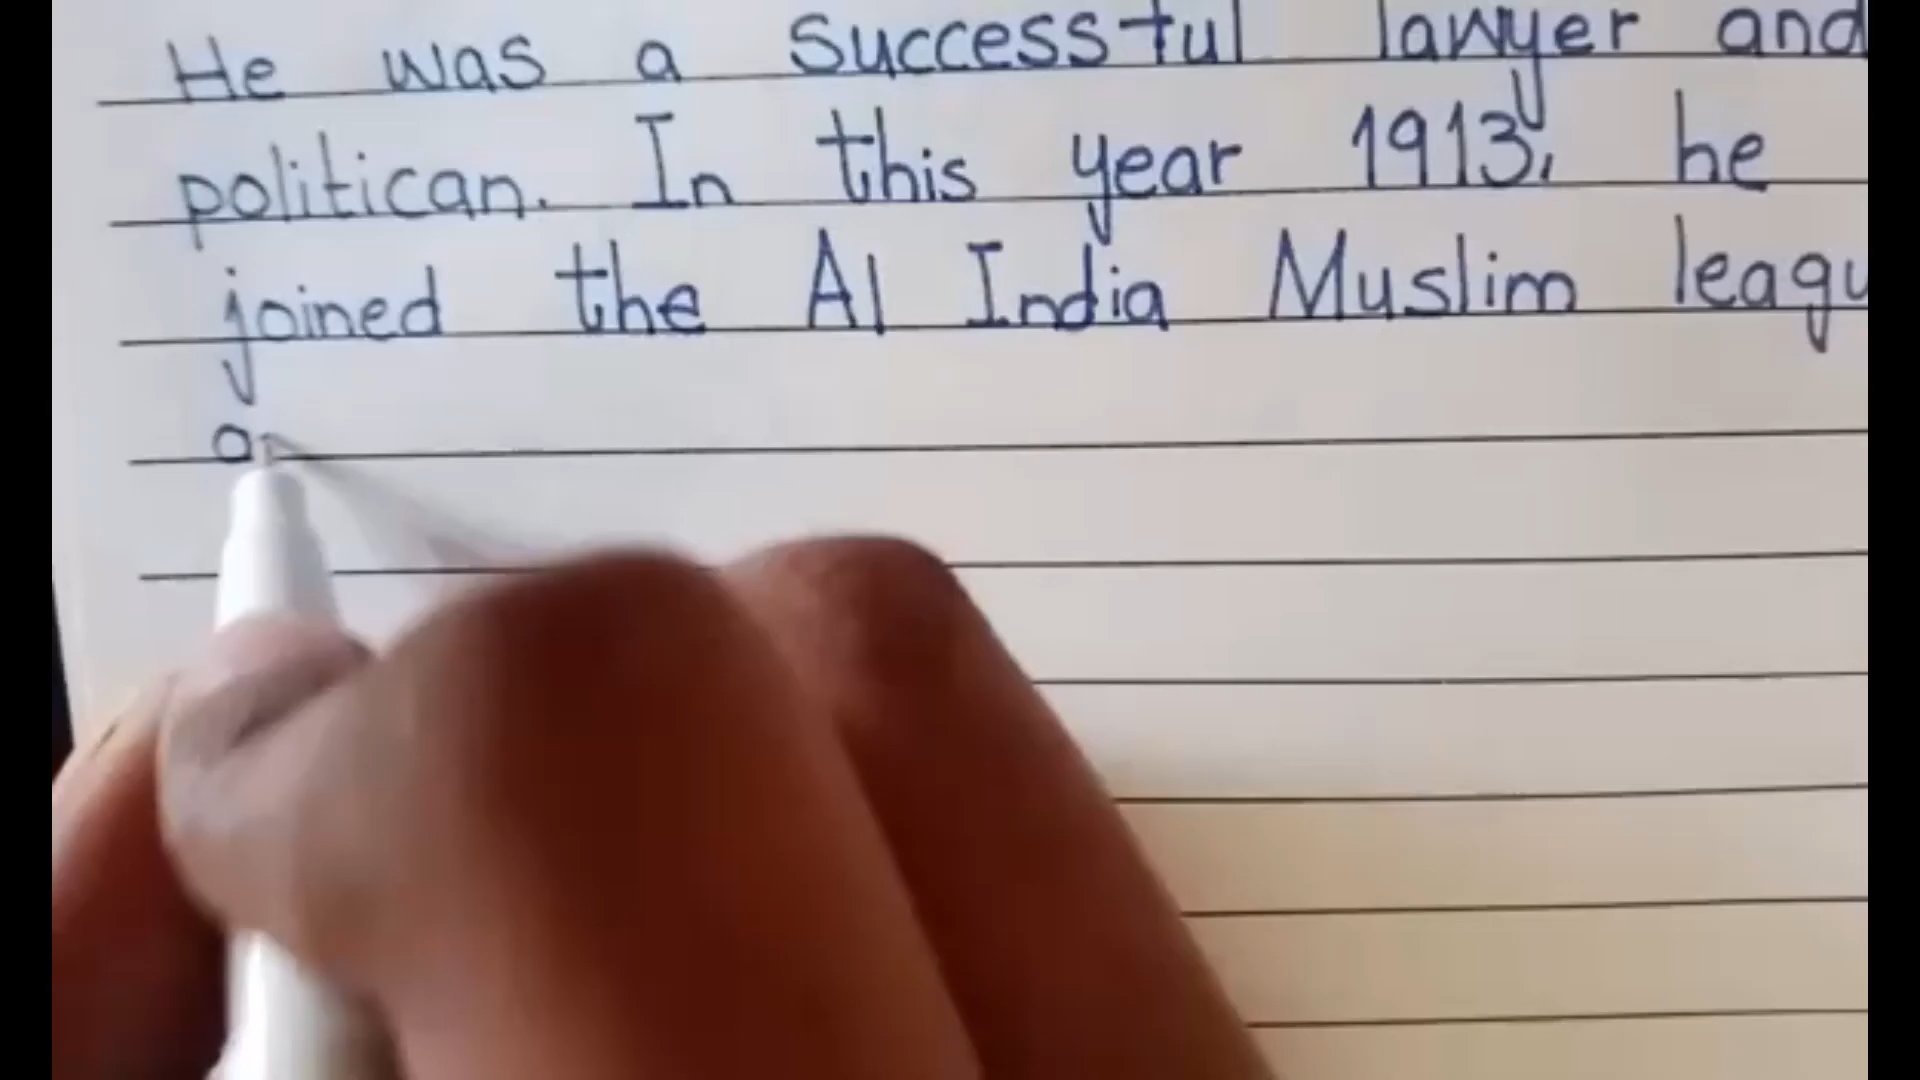 He was a successful lawyer and
politican. In this year 1913, he
joined the Al India Muslim leagu
a